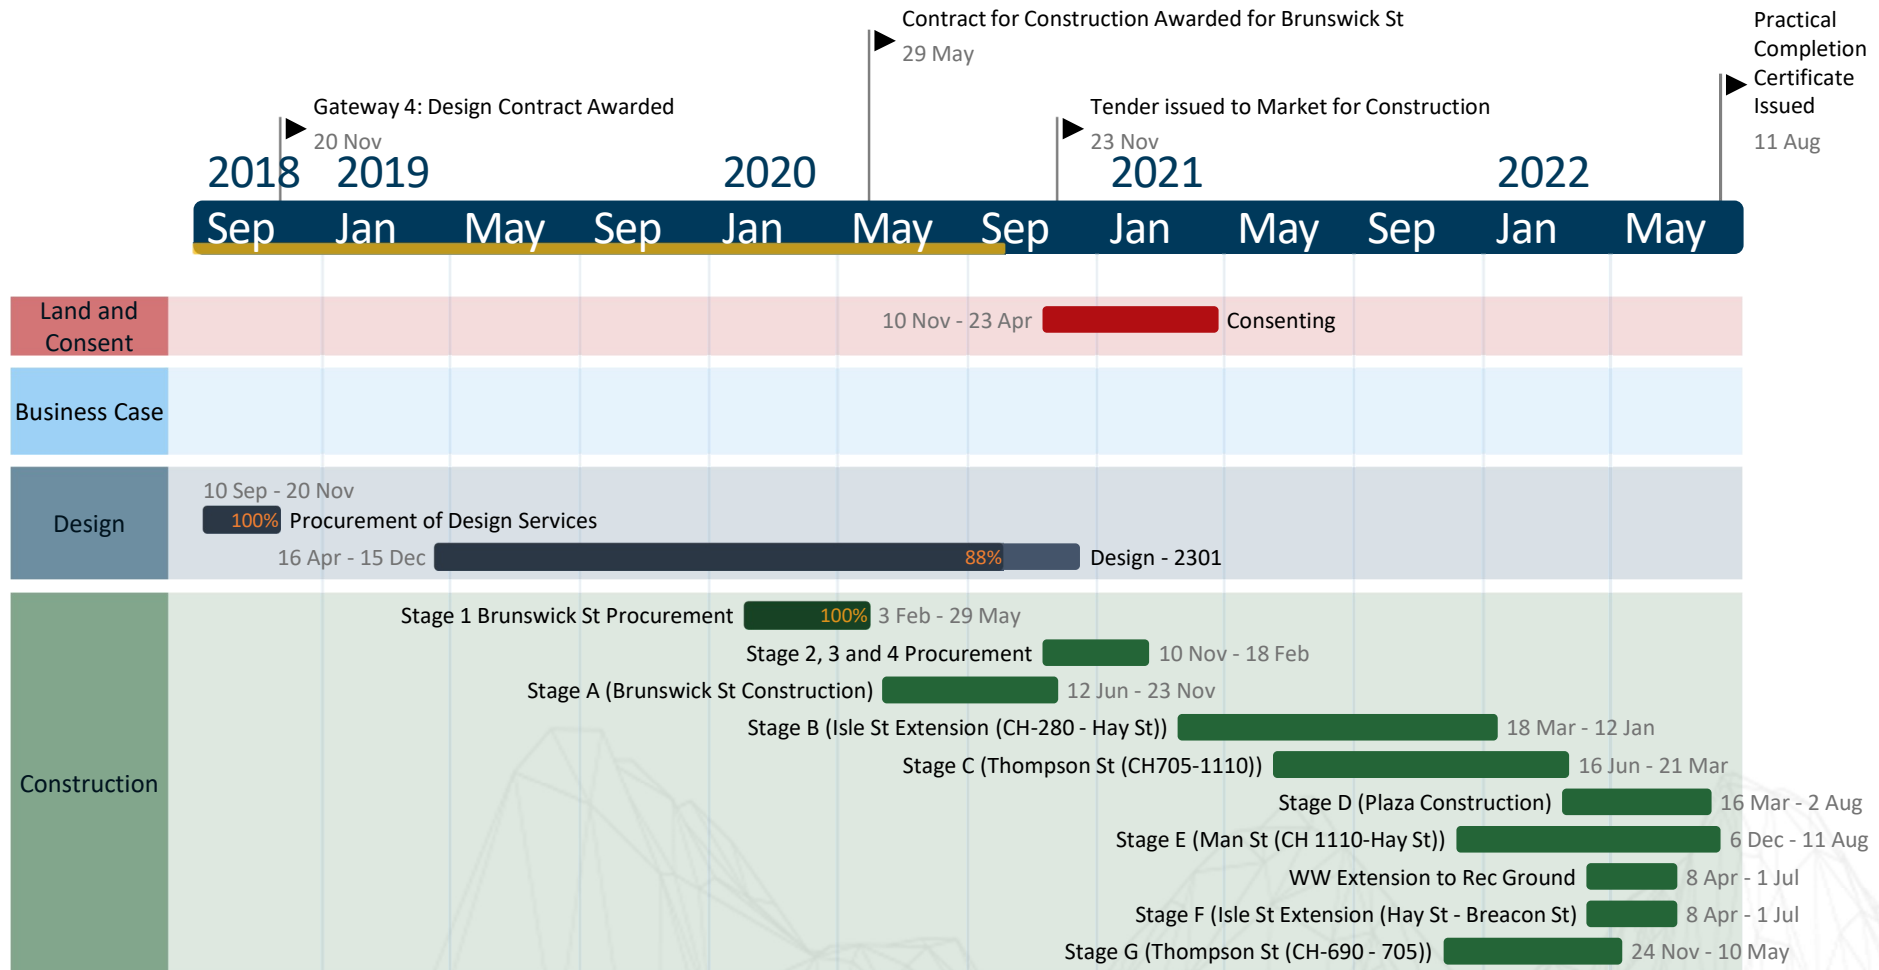 Contract for Construction Awarded for Brunswick St
29 May
Practical
Completion
Certificate
Issued
11 Aug
Gateway 4: Design Contract Awarded
20 Nov
Tender issued to Market for Construction
23 Nov
2018 2019 2020 2021 2022
Sep Jan May Sep Jan May Sep Jan May Sep Jan May
Land and
Consent
10 Nov - 23 Apr Consenting
Business Case
Design
10 Sep - 20 Nov
100% Procurement of Design Services
16 Apr - 15 Dec 88% Design - 2301
Construction
Stage 1 Brunswick St Procurement 100% 3 Feb - 29 May
Stage 2, 3 and 4 Procurement 10 Nov - 18 Feb
Stage A (Brunswick St Construction) 12 Jun - 23 Nov
Stage B (Isle St Extension (CH-280 - Hay St)) 18 Mar - 12 Jan
Stage C (Thompson St (CH705-1110)) 16 Jun - 21 Mar
Stage D (Plaza Construction) 16 Mar - 2 Aug
Stage E (Man St (CH 1110-Hay St)) 6 Dec - 11 Aug
WW Extension to Rec Ground 8 Apr - 1 Jul
Stage F (Isle St Extension (Hay St - Breacon St) 8 Apr - 1 Jul
Stage G (Thompson St (CH-690 - 705)) 24 Nov - 10 May